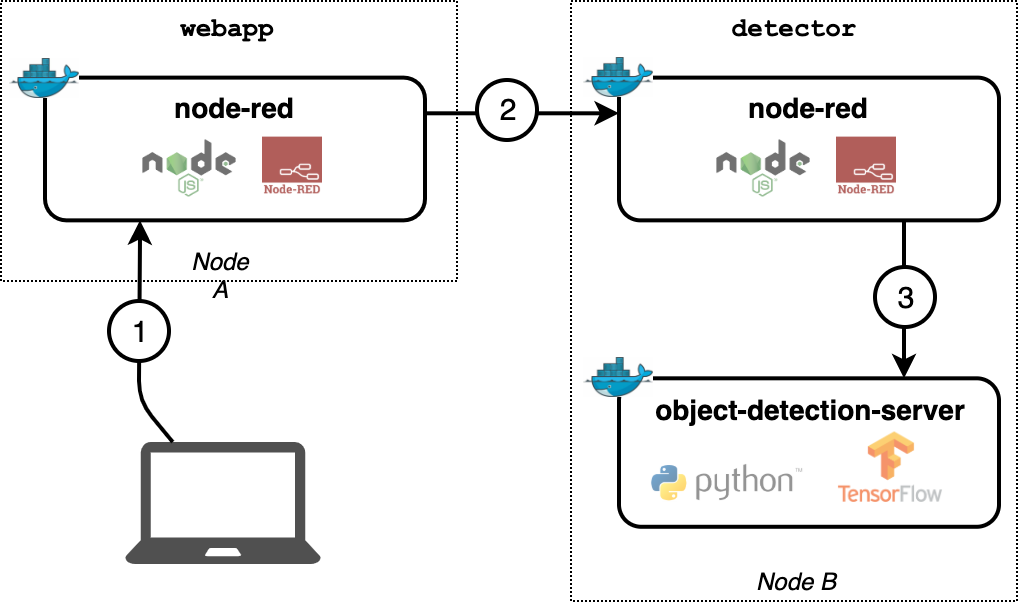 webapp
node-red
node
JS
Node-RED
Node
A
1
2
detector
node-red
node
JS
Node-RED
3
object-detection-server
python™
TensorFlow
Node B